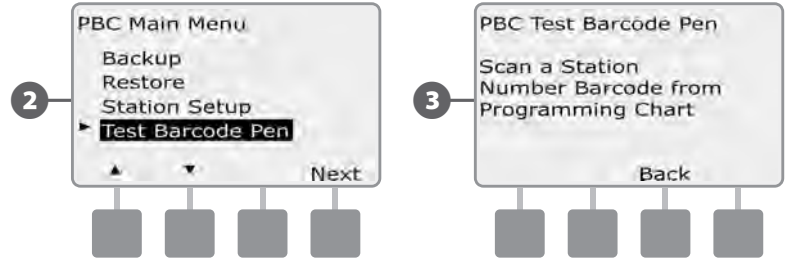 2
PBC Main Menu
Backup
Restore
Station Setup
► Test Barcode Pen
▲ ▼ Next
3
PBC Test Barcode Pen
Scan a Station
Number Barcode from
Programming Chart
Back